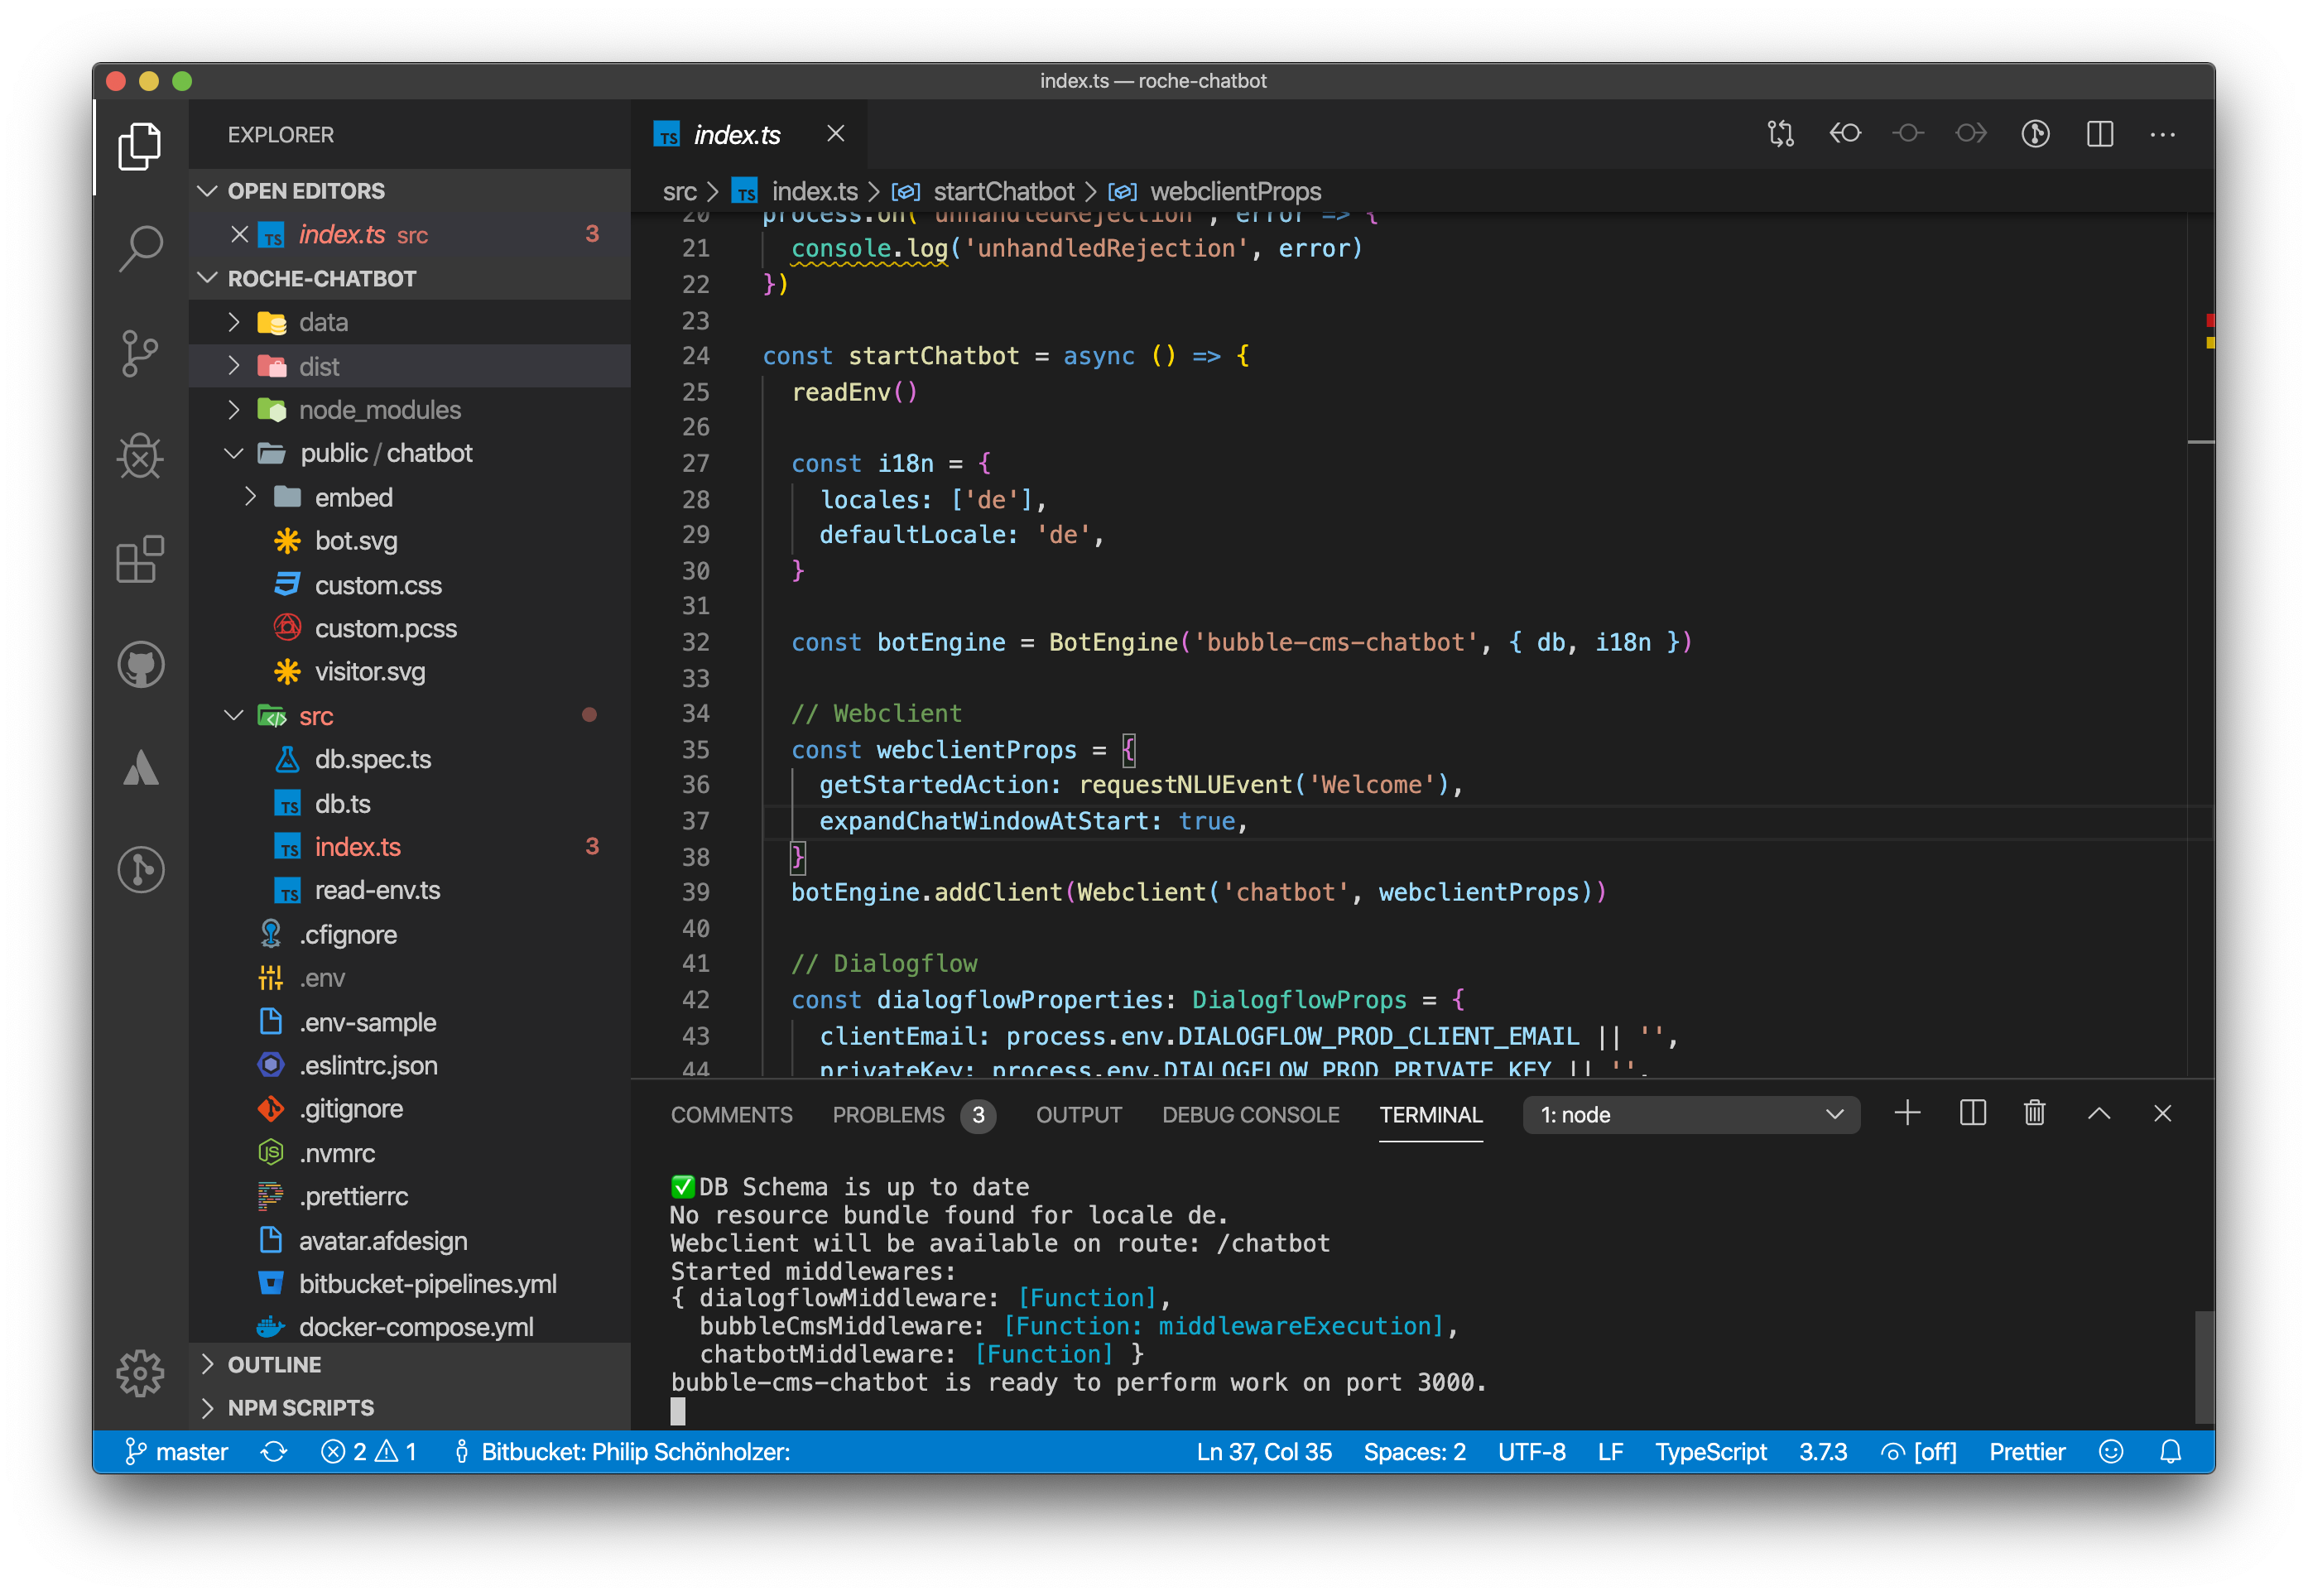 index.ts — roche-chatbot
EXPLORER
OPEN EDITORS
index.ts src 3
ROCHE-CHATBOT
data
dist
node_modules
public / chatbot
embed
bot.svg
custom.css
custom.pcss
visitor.svg
src
db.spec.ts
db.ts
index.ts 3
read-env.ts
.cfignore
.env
.env-sample
.eslintrc.json
.gitignore
.nvmrc
.prettierrc
avatar.afdesign
bitbucket-pipelines.yml
docker-compose.yml
OUTLINE
NPM SCRIPTS
TS index.ts
src > TS index.ts > startChatbot > webclientProps
20 process.on('unhandledRejection', error => {
21 console.log('unhandledRejection', error)
22 })
23
24 const startChatbot = async () => {
25 readEnv()
26
27 const i18n = {
28 locales: ['de'],
29 defaultLocale: 'de',
30 }
31
32 const botEngine = BotEngine('bubble-cms-chatbot', { db, i18n })
33
34 // Webclient
35 const webclientProps = {
36 getStartedAction: requestNLUEvent('Welcome'),
37 expandChatWindowAtStart: true,
38 }
39 botEngine.addClient(Webclient('chatbot', webclientProps))
40
41 // Dialogflow
42 const dialogflowProperties: DialogflowProps = {
43 clientEmail: process.env.DIALOGFLOW_PROD_CLIENT_EMAIL || '',
44 privateKey: process.env.DIALOGFLOW_PROD_PRIVATE_KEY || '',
COMMENTS PROBLEMS 3 OUTPUT DEBUG CONSOLE TERMINAL 1: node
✅DB Schema is up to date
No resource bundle found for locale de.
Webclient will be available on route: /chatbot
Started middlewares:
{ dialogflowMiddleware: [Function],
bubbleCmsMiddleware: [Function: middlewareExecution],
chatbotMiddleware: [Function] }
bubble-cms-chatbot is ready to perform work on port 3000.
master 2 1 Bitbucket: Philip Schönholzer: Ln 37, Col 35 Spaces: 2 UTF-8 LF TypeScript 3.7.3 [off] Prettier